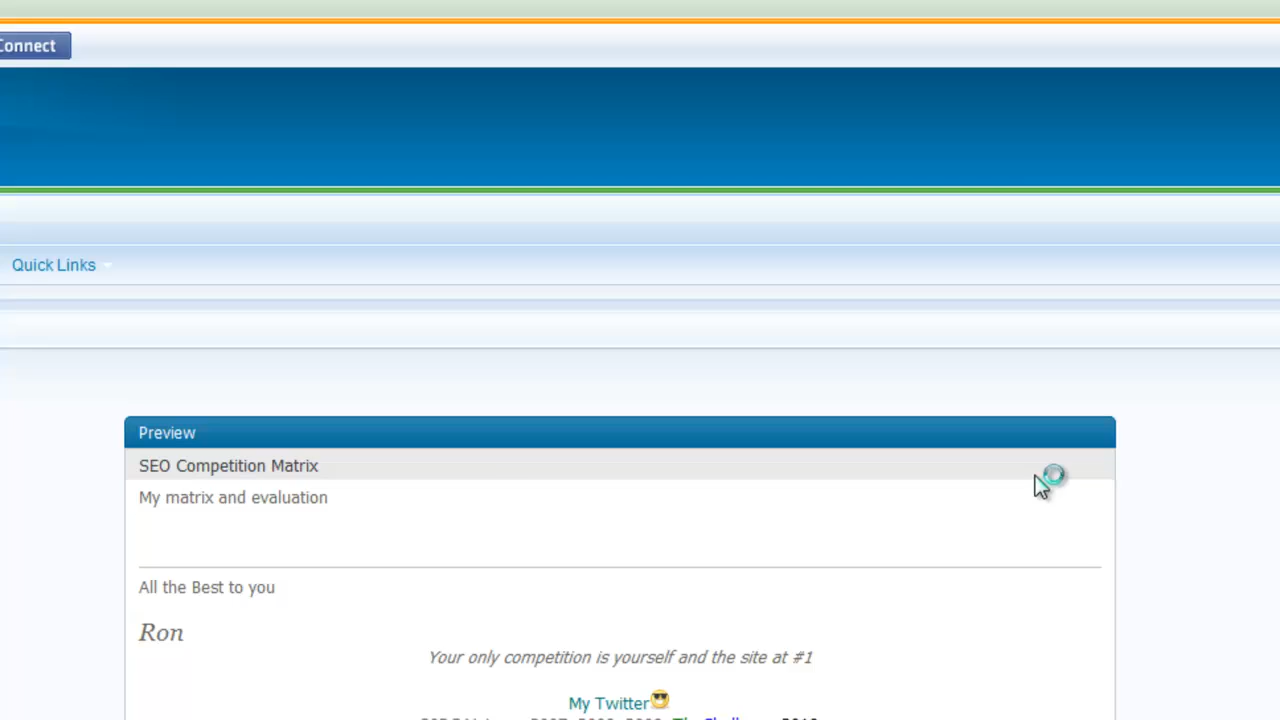 Connect
Quick Links
Preview
SEO Competition Matrix
My matrix and evaluation
All the Best to you
Ron
Your only competition is yourself and the site at #1
My Twitter